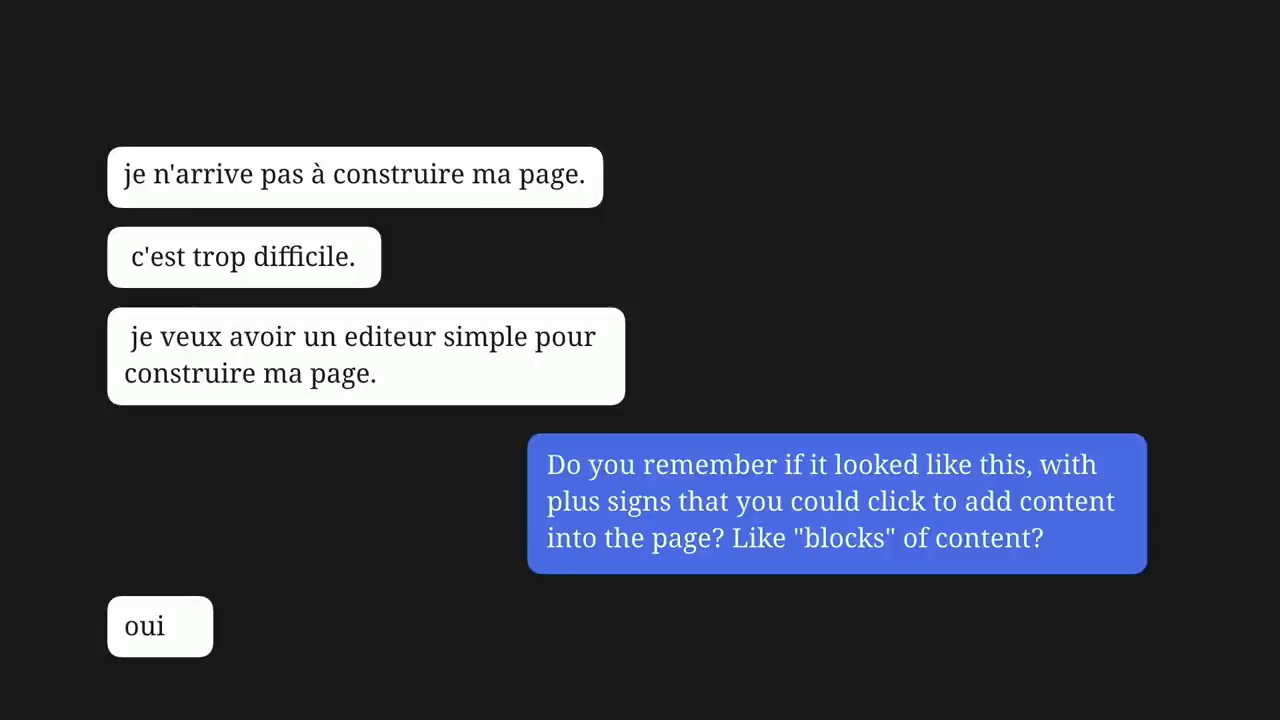 je n'arrive pas à construire ma page.
c'est trop difficile.
je veux avoir un editeur simple pour
construire ma page.
Do you remember if it looked like this, with
plus signs that you could click to add content
into the page? Like "blocks" of content?
oui